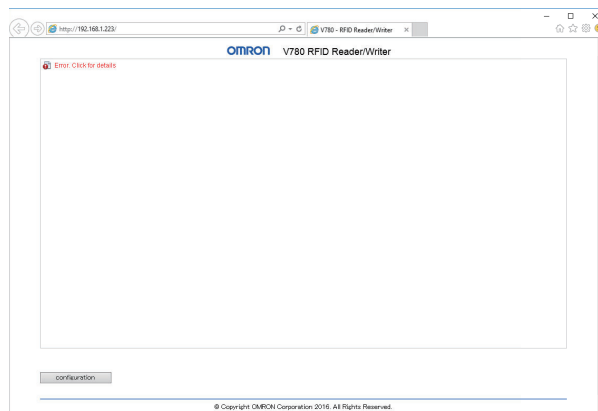 http://192.168.1.223/
V780 - RFID Reader/Writer
OMRON V780 RFID Reader/Writer
Error. Click for details
configuration
© Copyright OMRON Corporation 2016. All Rights Reserved.